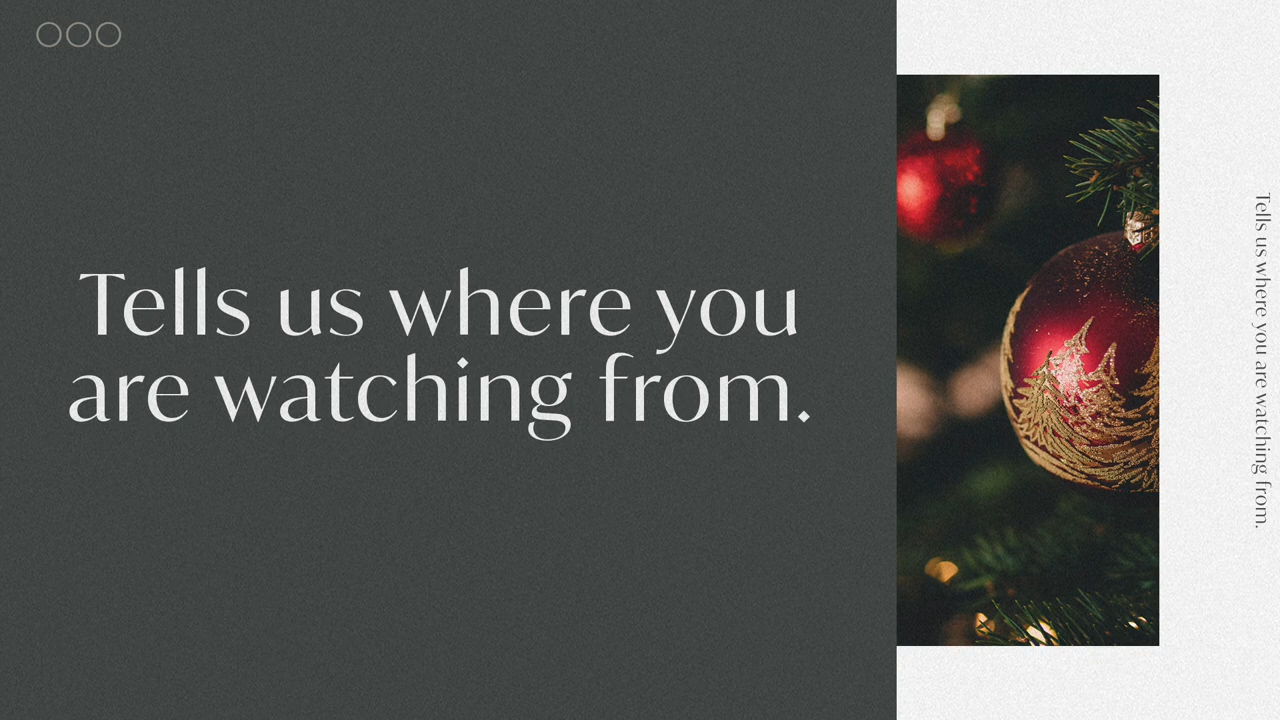 Tells us where you
are watching from.
Tells us where you are watching from.